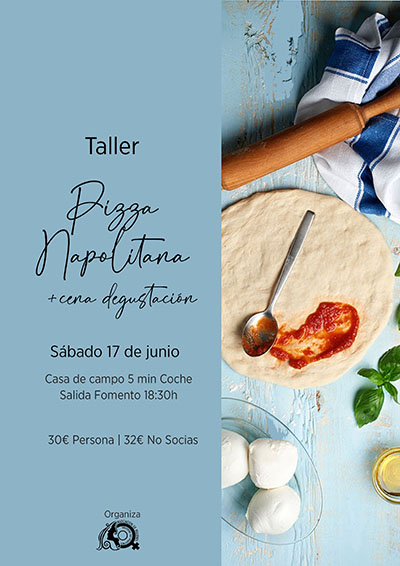 Taller
Pizza
Napolitana
+cena degustación
Sábado 17 de junio
Casa de campo 5 min Coche
Salida Fomento 18:30h
30€ Persona | 32€ No Socias
Organiza